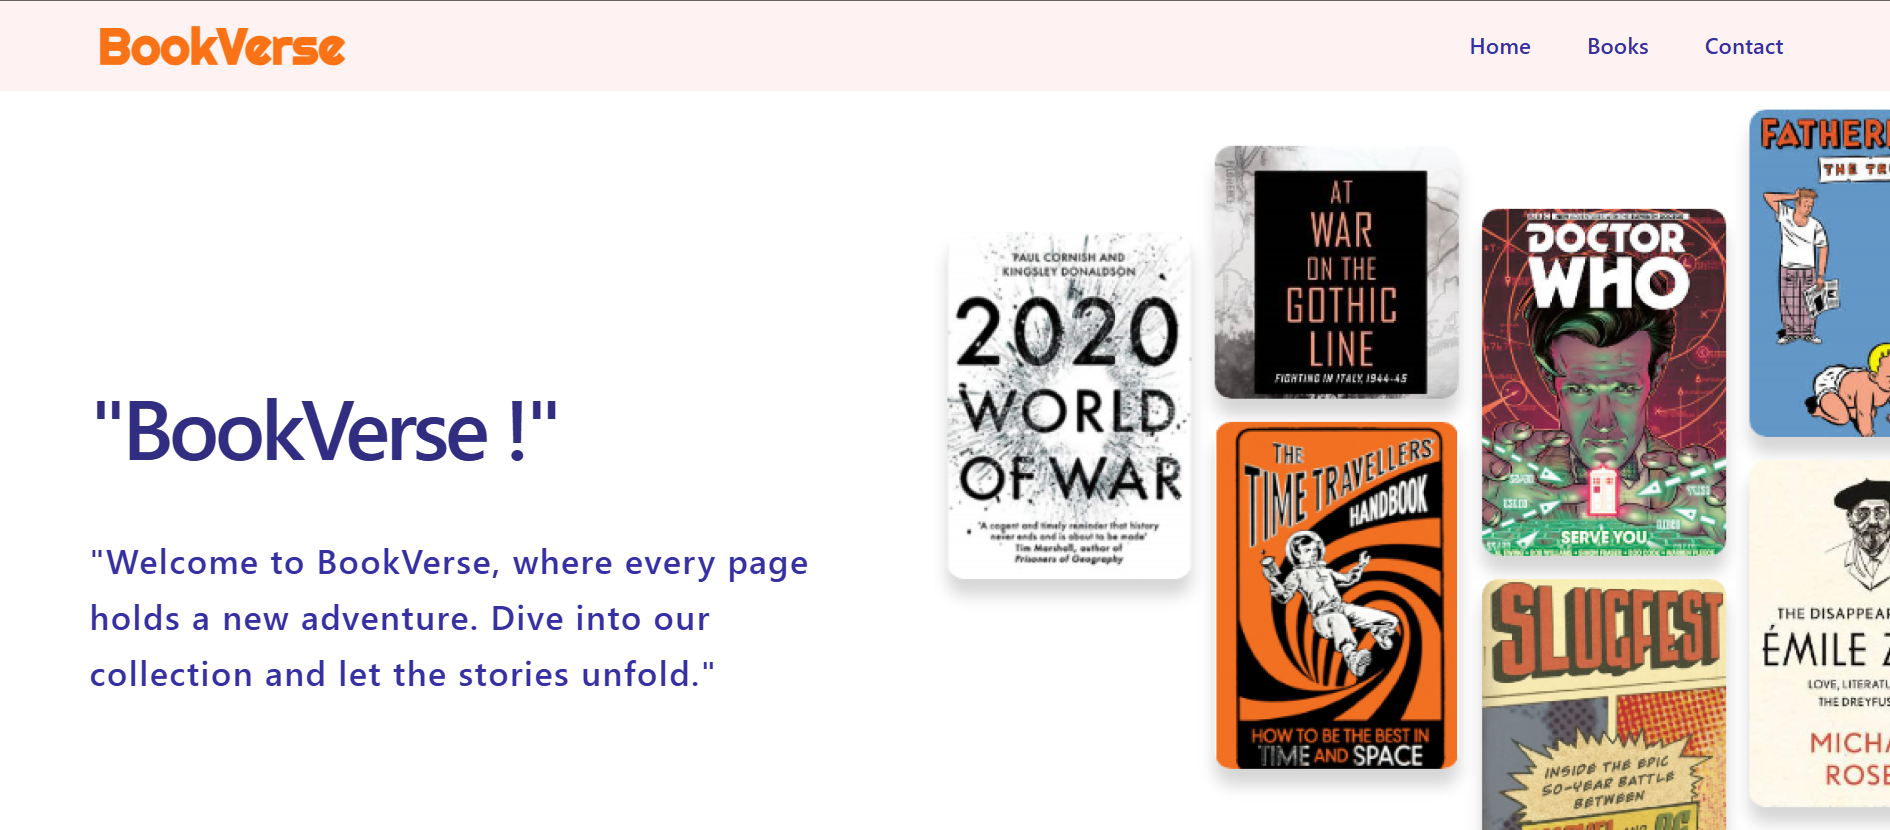 BookVerse
Home
Books
Contact
"BookVerse !"
"Welcome to BookVerse, where every page
holds a new adventure. Dive into our
collection and let the stories unfold."
PAUL CORNISH AND
KINGSLEY DONALDSON
2020
WORLD
OF WAR
'A cogent and timely reminder that history
never ends and is about to be made'
Tim Marshall, author of
Prisoners of Geography
AT
WAR
ON THE
GOTHIC
LINE
FIGHTING IN ITALY, 1944-45
THE
TIME TRAVELLERS'
HANDBOOK
HOW TO BE THE BEST IN
TIME AND SPACE
DOCTOR
WHO
SERVE YOU
SLUGFEST
INSIDE THE EPIC
50-YEAR BATTLE
BETWEEN
AND DC
FATHER
THE TR
THE DISAPPEAR
ÉMILE Z
LOVE, LITERATU
THE DREYFUS
MICHA
ROSE